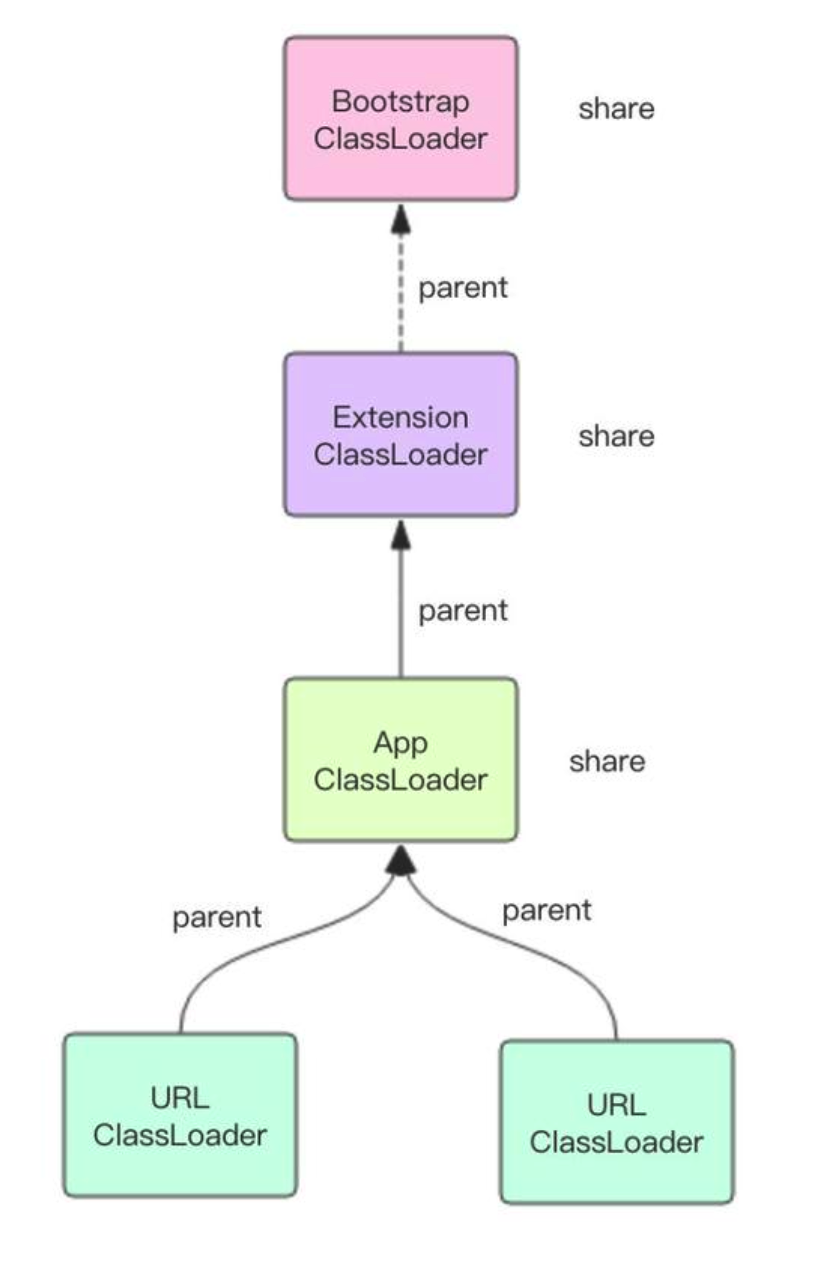 Bootstrap
ClassLoader
share
parent
Extension
ClassLoader
share
parent
App
ClassLoader
share
parent
parent
URL
ClassLoader
URL
ClassLoader